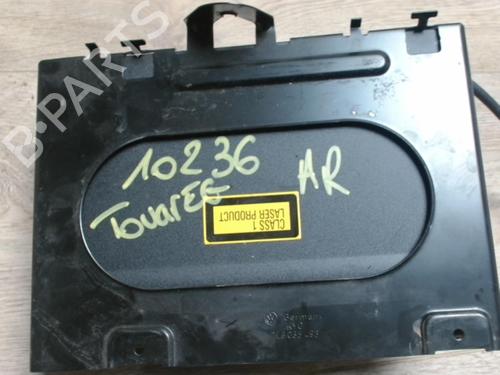 B-PARTS
10236 AR
TouarEG
CLASS 1
LASER PRODUCT
Germany